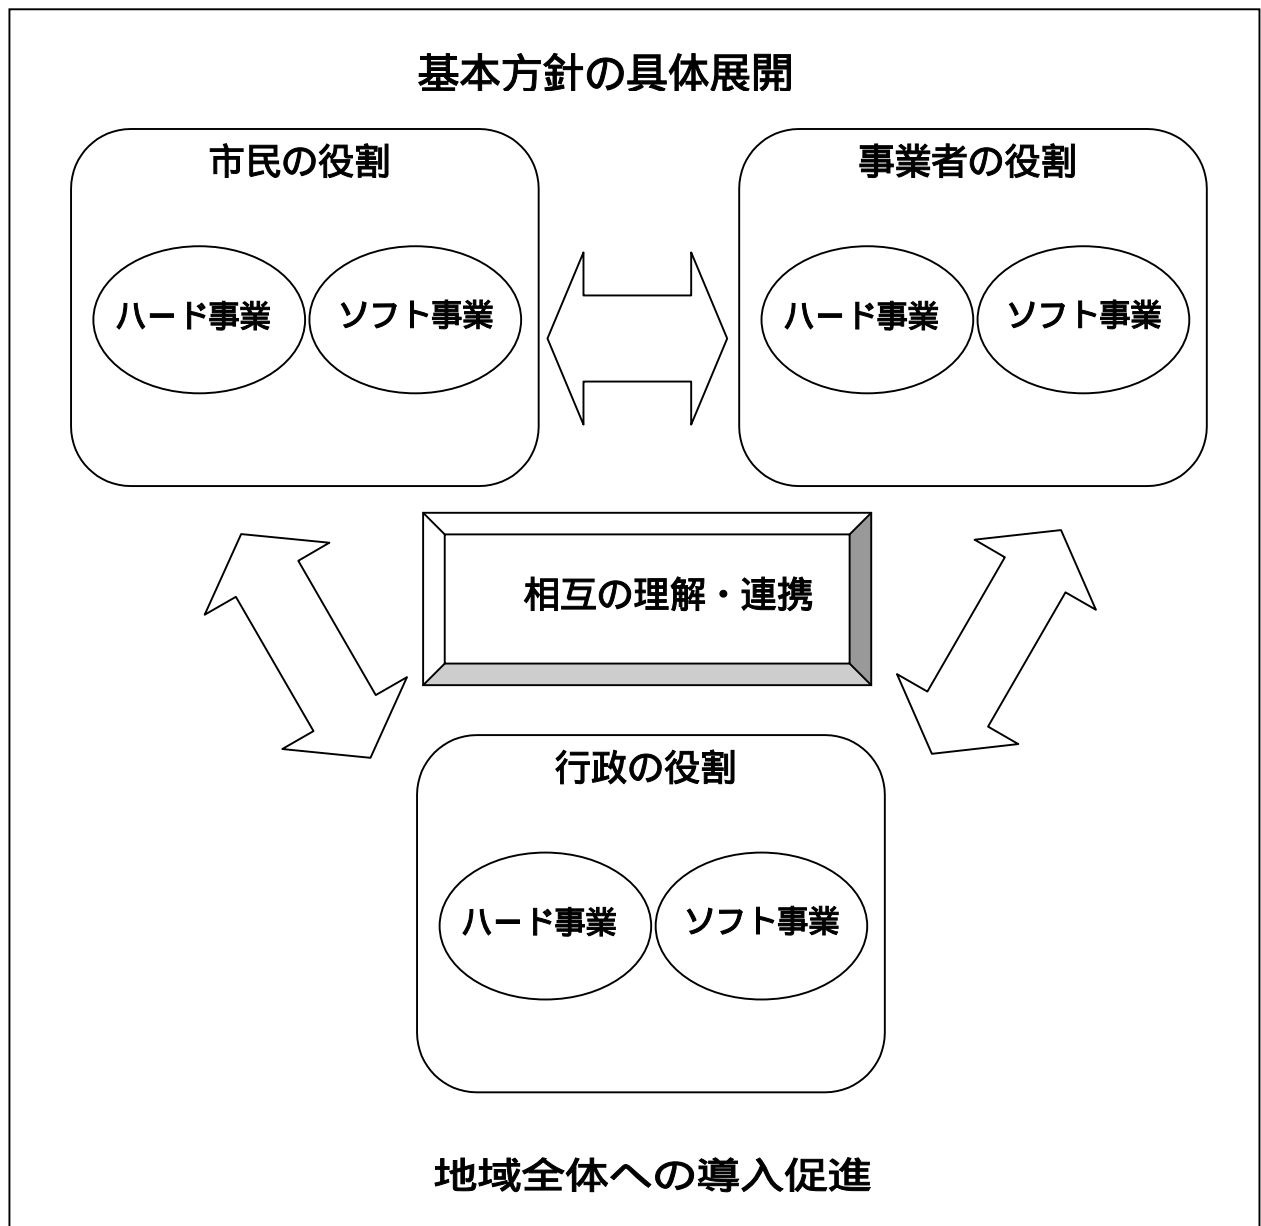 基本方針の具体展開
市民の役割
ハード事業
ソフト事業
事業者の役割
ハード事業
ソフト事業
相互の理解・連携
行政の役割
ハード事業
ソフト事業
地域全体への導入促進